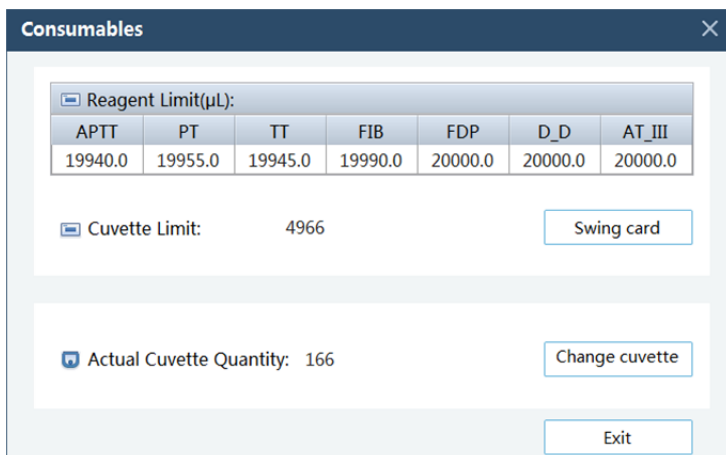 Consumables
Reagent Limit(μL):
APTT PT TT FIB FDP D_D AT_III
19940.0 19955.0 19945.0 19990.0 20000.0 20000.0 20000.0
Cuvette Limit: 4966 Swing card
Actual Cuvette Quantity: 166 Change cuvette
Exit